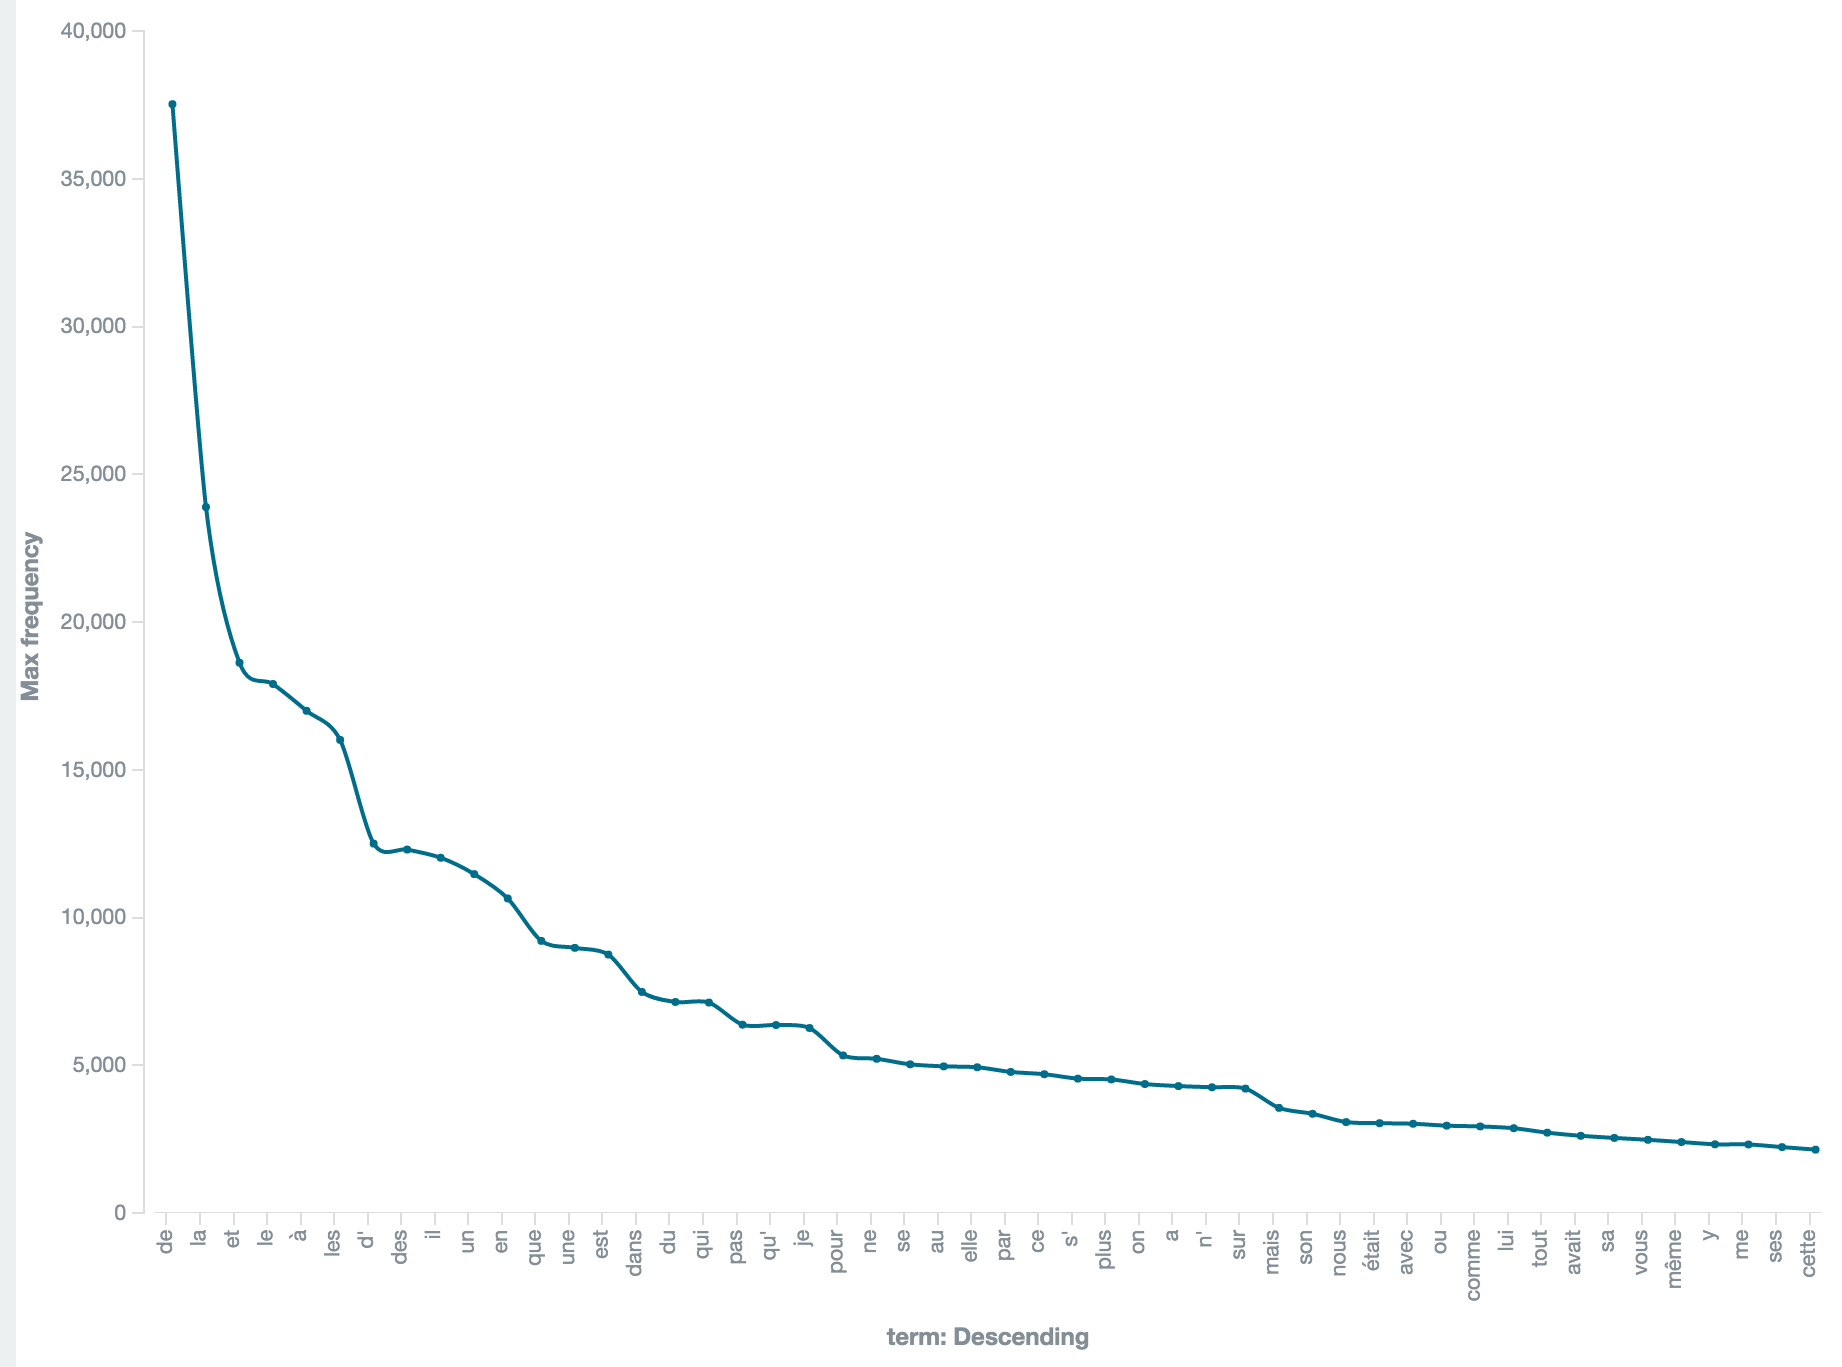 40,000
35,000
30,000
25,000
20,000
15,000
10,000
5,000
0
Max frequency
de
la
et
le
à
les
d'
des
il
un
en
que
une
est
dans
du
qui
pas
qu'
je
pour
ne
se
au
elle
par
ce
s'
plus
on
a
n'
sur
mais
son
nous
était
avec
ou
comme
lui
tout
avait
sa
vous
même
y
me
ses
cette
term: Descending